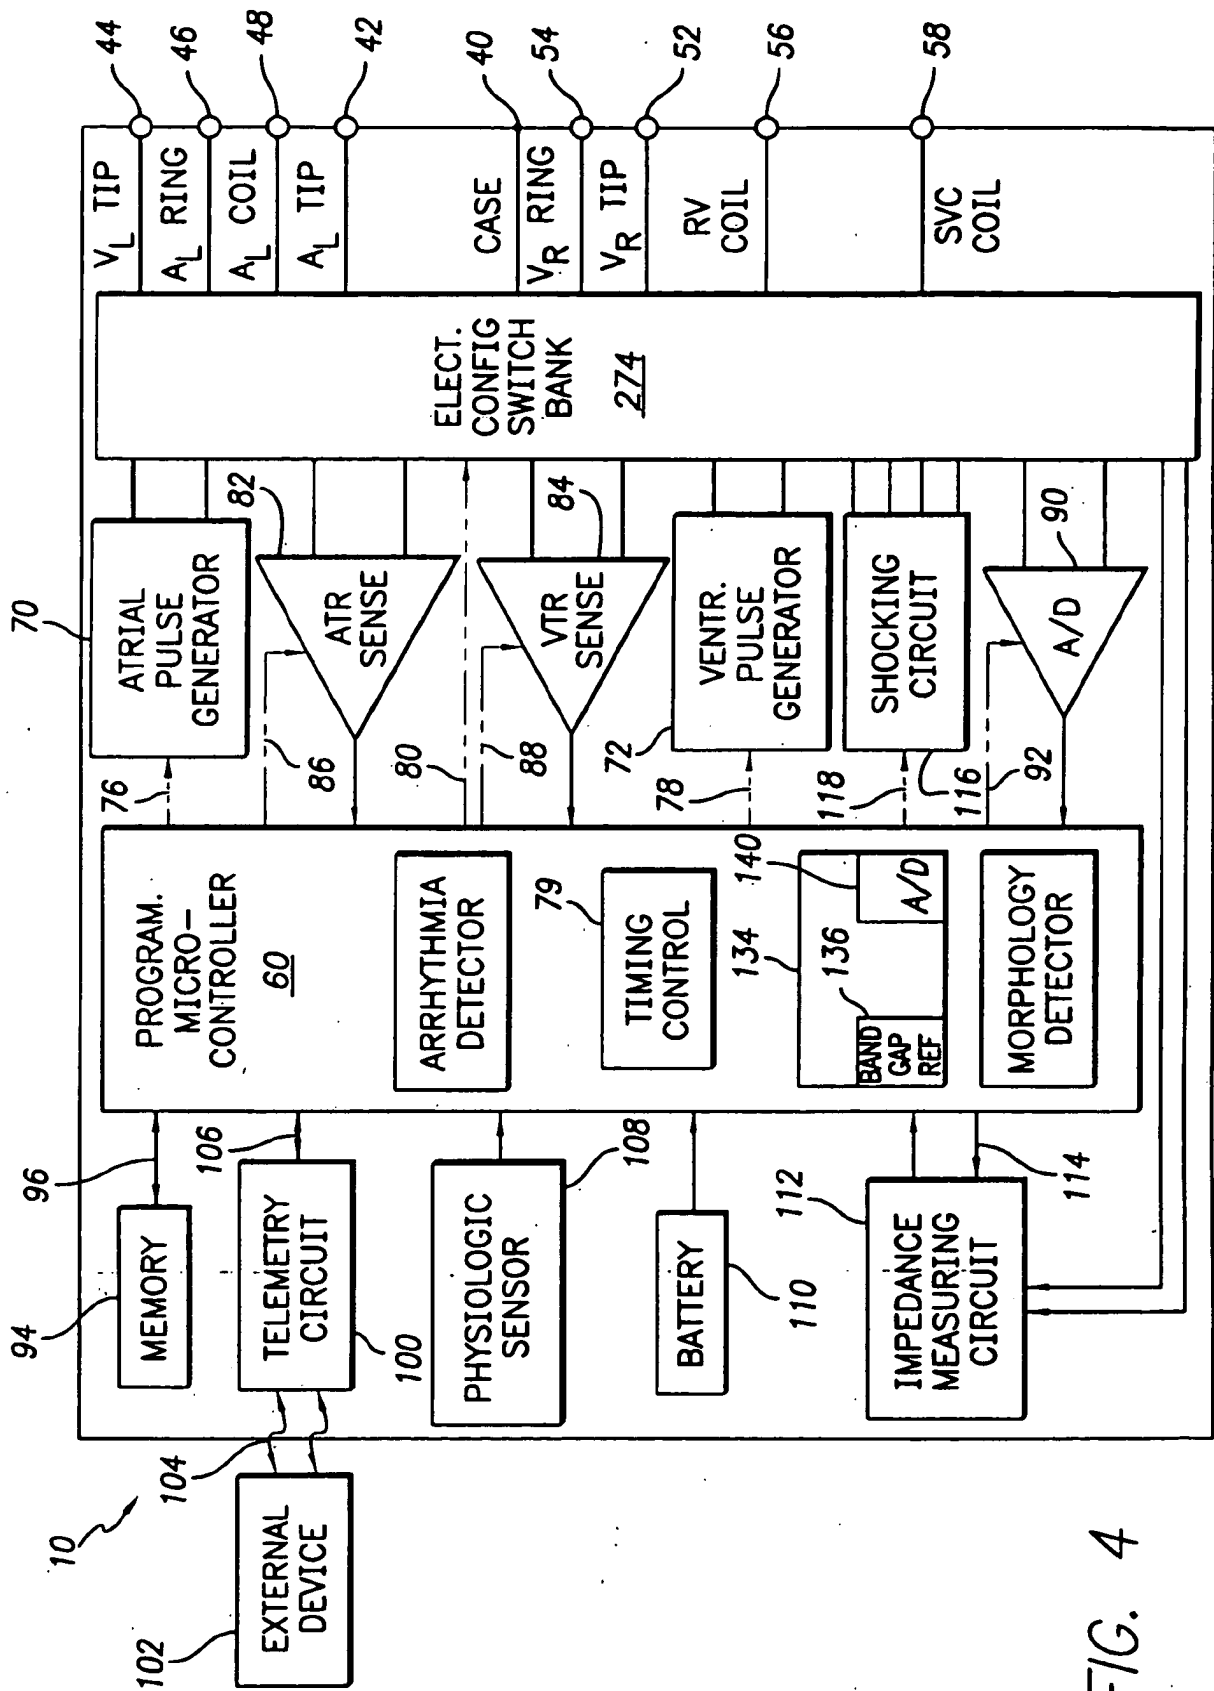 10
102
EXTERNAL
DEVICE
104
94
MEMORY
96
TELEMETRY
CIRCUIT
100
106
PHYSIOLOGIC
SENSOR
108
BATTERY
110
112
IMPEDANCE
MEASURING
CIRCUIT
114
PROGRAM.
MICRO-
CONTROLLER
60
ARRHYTHMIA
DETECTOR
79
TIMING
CONTROL
134
136
140
BAND
GAP
REF
A/D
MORPHOLOGY
DETECTOR
76
86
80
88
78
118
116
92
70
ATRIAL
PULSE
GENERATOR
82
ATR
SENSE
84
VTR
SENSE
72
VENTR.
PULSE
GENERATOR
SHOCKING
CIRCUIT
90
A/D
ELECT.
CONFIG
SWITCH
BANK
274
VL TIP
44
AL RING
46
AL COIL
48
AL TIP
42
CASE
40
VR RING
54
VR TIP
52
RV
COIL
56
SVC
COIL
58
FIG. 4